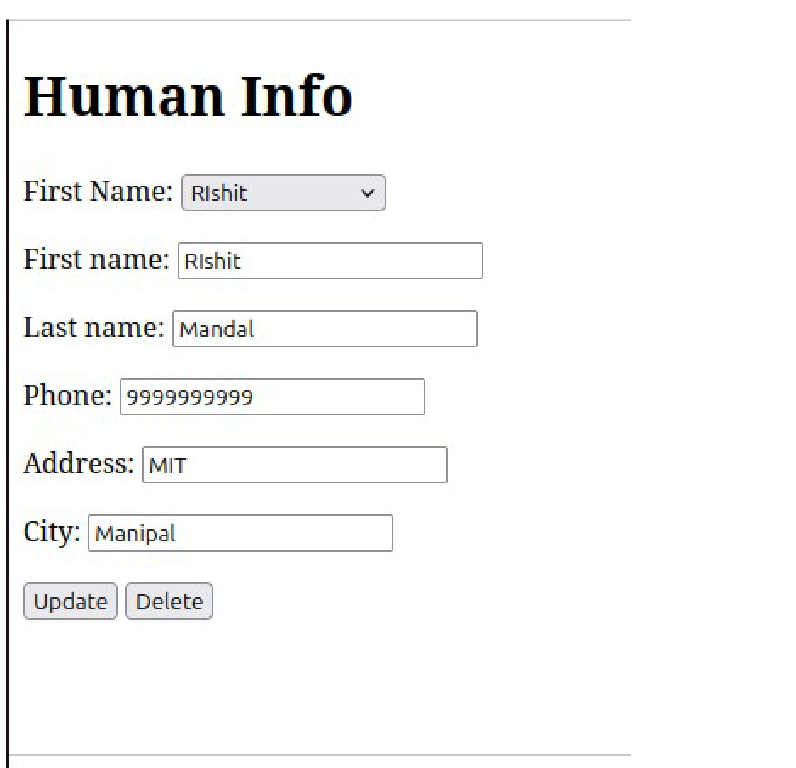 Human Info
First Name: RIshit
First name: RIshit
Last name: Mandal
Phone: 9999999999
Address: MIT
City: Manipal
Update Delete